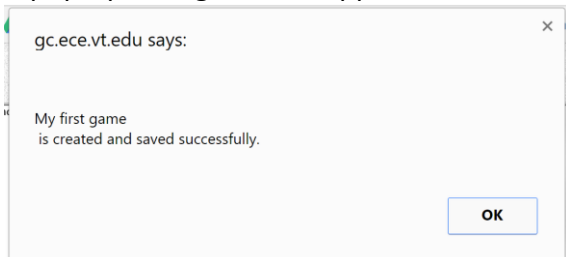 gc.ece.vt.edu says:
×
My first game
is created and saved successfully.
OK